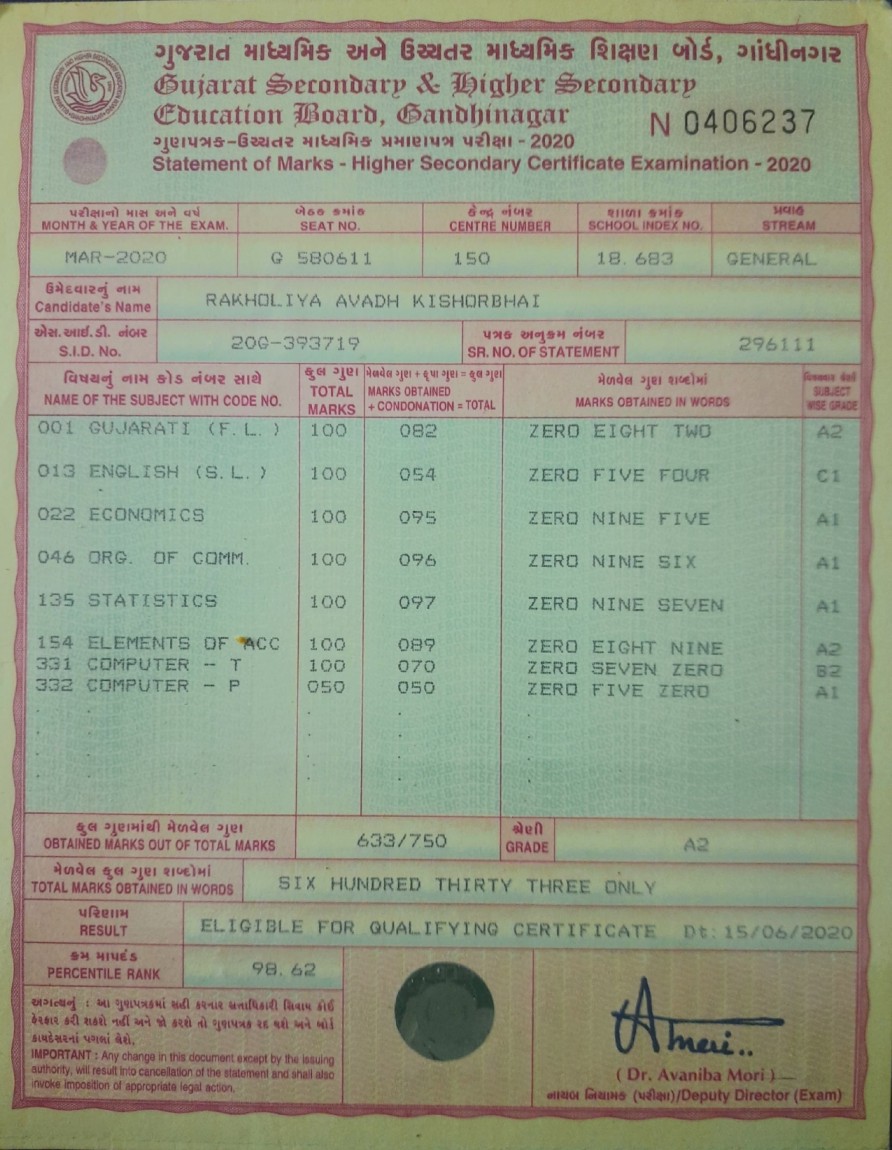 ગુજરાત માધ્યમિક અને ઉચ્ચતર માધ્યમિક શિક્ષણ બોર્ડ, ગાંધીનગર
Gujarat Secondary & Higher Secondary
Education Board, Gandhinagar
N 0406237
ગુણપત્રક-ઉચ્ચતર માધ્યમિક પ્રમાણપત્ર પરીક્ષા - 2020
Statement of Marks - Higher Secondary Certificate Examination - 2020
પરીક્ષાનો માસ અને વર્ષ બેઠક ક્રમાંક કેન્દ્ર નંબર શાળા ક્રમાંક પ્રવાહ
MONTH & YEAR OF THE EXAM. SEAT NO. CENTRE NUMBER SCHOOL INDEX NO. STREAM
MAR-2020 G 580611 150 18.683 GENERAL
ઉમેદવારનું નામ
Candidate's Name RAKHOLIYA AVADH KISHORBHAI
એસ.આઈ.ડી. નંબર પત્રક અનુક્રમ નંબર
S.I.D. No. 20G-393719 SR. NO. OF STATEMENT 296111
વિષયનું નામ કોડ નંબર સાથે કુલ ગુણ મેળવેલ ગુણ + કૃપા ગુણ = કુલ ગુણ મેળવેલ ગુણ શબ્દોમાં
NAME OF THE SUBJECT WITH CODE NO. TOTAL MARKS MARKS OBTAINED + CONDONATION = TOTAL MARKS OBTAINED IN WORDS SUBJECT WISE GRADE
001 GUJARATI (F.L.) 100 082 ZERO EIGHT TWO A2
013 ENGLISH (S.L.) 100 054 ZERO FIVE FOUR C1
022 ECONOMICS 100 095 ZERO NINE FIVE A1
046 ORG. OF COMM. 100 096 ZERO NINE SIX A1
135 STATISTICS 100 097 ZERO NINE SEVEN A1
154 ELEMENTS OF ACC 100 089 ZERO EIGHT NINE A2
331 COMPUTER - T 100 070 ZERO SEVEN ZERO B2
332 COMPUTER - P 050 050 ZERO FIVE ZERO A1
કુલ ગુણમાંથી મેળવેલ ગુણ શ્રેણી
OBTAINED MARKS OUT OF TOTAL MARKS 633/750 GRADE A2
મેળવેલ કુલ ગુણ શબ્દોમાં
TOTAL MARKS OBTAINED IN WORDS SIX HUNDRED THIRTY THREE ONLY
પરિણામ
RESULT ELIGIBLE FOR QUALIFYING CERTIFICATE Dt:15/06/2020
ક્રમ માપદંડ
PERCENTILE RANK 98.62
અગત્યનું : આ ગુણપત્રકમાં સહી કરનાર સત્તાધિકારી સિવાય કોઈ
ફેરફાર કરી શકશે નહીં અને જો કરશે તો ગુણપત્રક રદ થશે અને બોર્ડ
કાયદેસરનાં પગલાં લેશે.
IMPORTANT : Any change in this document except by the issuing
authority, will result into cancellation of the statement and shall also
invoke imposition of appropriate legal action.
( Dr. Avaniba Mori )
નાયબ નિયામક (પરીક્ષા)/Deputy Director (Exam)